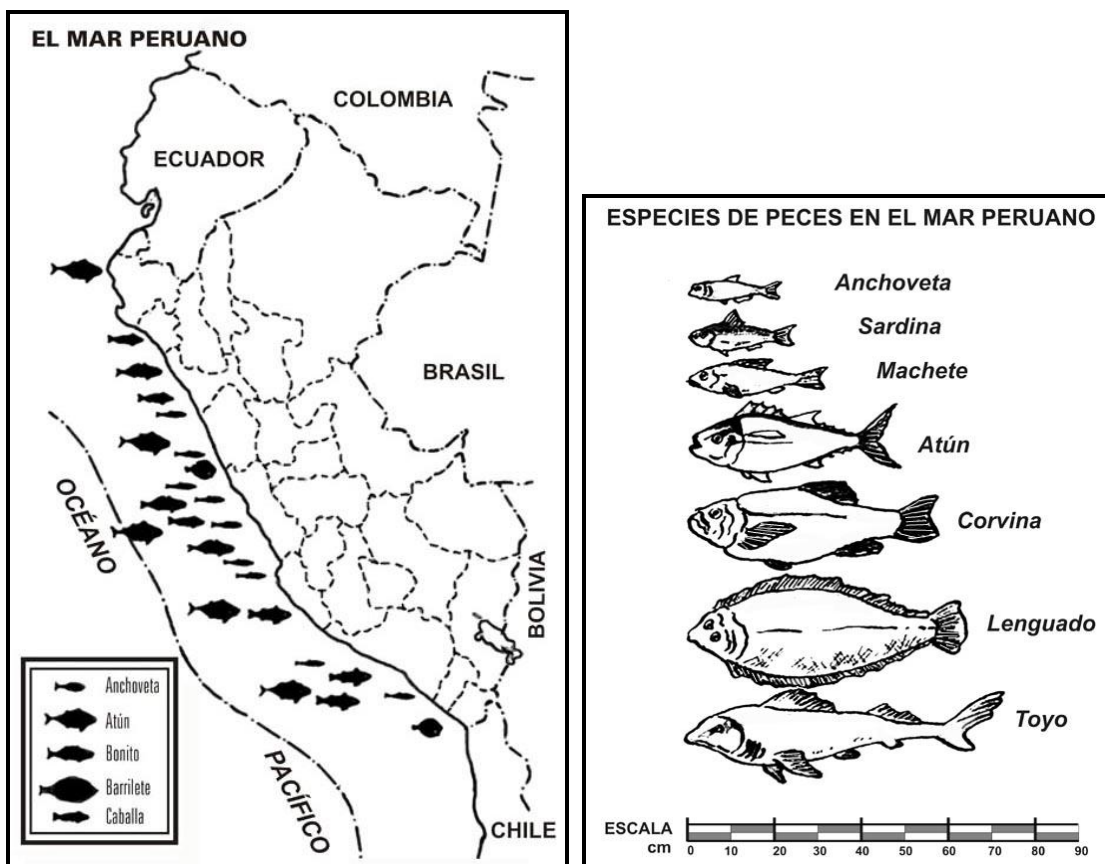 EL MAR PERUANO
COLOMBIA
ECUADOR
BRASIL
OCÉANO
BOLIVIA
PACÍFICO
CHILE
Anchoveta
Atún
Bonito
Barrilete
Caballa
ESPECIES DE PECES EN EL MAR PERUANO
Anchoveta
Sardina
Machete
Atún
Corvina
Lenguado
Toyo
ESCALA
cm 0 10 20 30 40 50 60 70 80 90